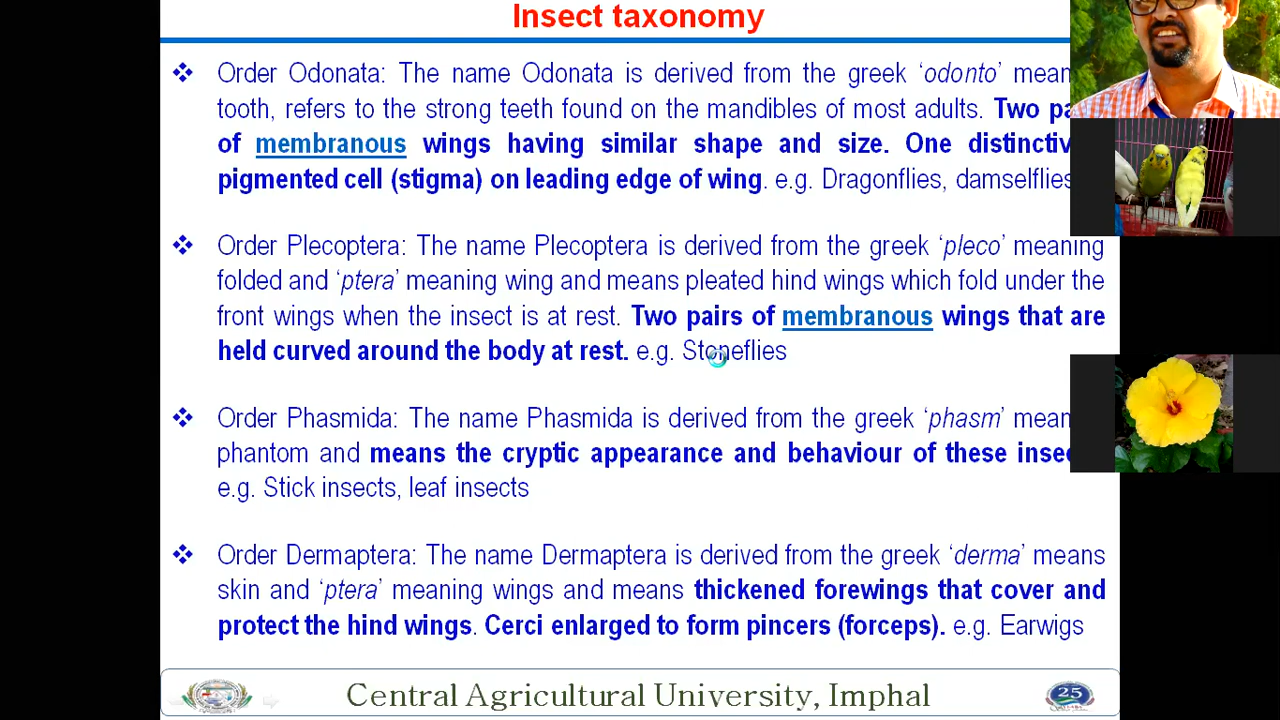 Insect taxonomy
❖ Order Odonata: The name Odonata is derived from the greek ‘odonto’ mean
tooth, refers to the strong teeth found on the mandibles of most adults. Two
of membranous wings having similar shape and size. One
pigmented cell (stigma) on leading edge of wing. e.g. Dragonflies, damselflies
❖ Order Plecoptera: The name Plecoptera is derived from the greek ‘pleco’ meaning
folded and ‘ptera’ meaning wing and means pleated hind wings which fold under the
front wings when the insect is at rest. Two pairs of membranous wings that are
held curved around the body at rest. e.g. Stoneflies
❖ Order Phasmida: The name Phasmida is derived from the greek ‘phasm’ mean
phantom and means the cryptic appearance and behaviour of these
e.g. Stick insects, leaf insects
❖ Order Dermaptera: The name Dermaptera is derived from the greek ‘derma’ means
skin and ‘ptera’ meaning wings and means thickened forewings that cover and
protect the hind wings. Cerci enlarged to form pincers (forceps). e.g. Earwigs
Central Agricultural University, Imphal
25